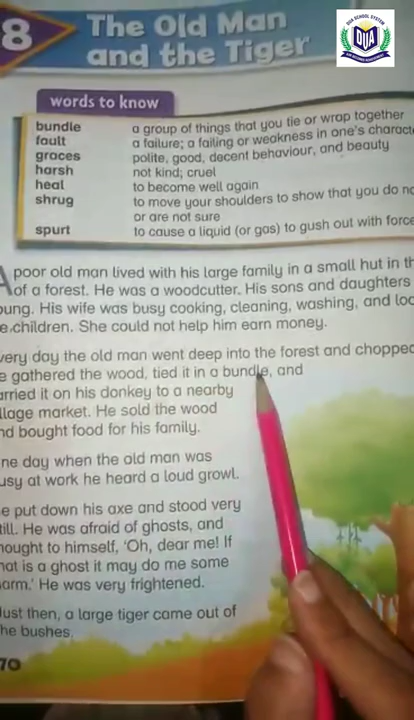 DUA SCHOOL SYSTEM
DUA
8
The Old Man
and the Tiger
words to know
bundle a group of things that you tie or wrap together
fault a failure; a failing or weakness in one's charact
graces polite, good, decent behaviour, and beauty
harsh not kind; cruel
heal to become well again
shrug to move your shoulders to show that you do no
or are not sure
spurt to cause a liquid (or gas) to gush out with force
A poor old man lived with his large family in a small hut in th
of a forest. He was a woodcutter. His sons and daughters
oung. His wife was busy cooking, cleaning, washing, and loo
e children. She could not help him earn money.
very day the old man went deep into the forest and chopped
e gathered the wood, tied it in a bundle, and
arried it on his donkey to a nearby
llage market. He sold the wood
nd bought food for his family.
ne day when the old man was
usy at work he heard a loud growl.
e put down his axe and stood very
till. He was afraid of ghosts, and
hought to himself, 'Oh, dear me! If
hat is a ghost it may do me some
arm.' He was very frightened.
Just then, a large tiger came out of
he bushes.
70